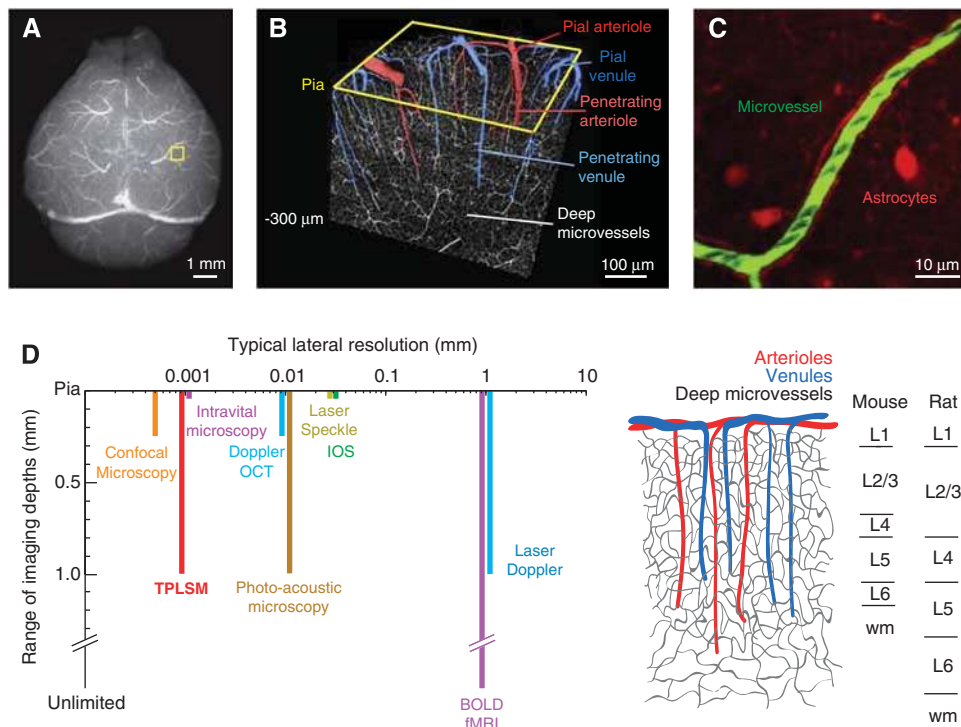 A
1 mm
B
Pial arteriole
Pial
venule
Pia
Penetrating
arteriole
Penetrating
venule
-300 μm
Deep
microvessels
100 μm
C
Microvessel
Astrocytes
10 μm
D
Typical lateral resolution (mm)
Pia
0.001
0.01
0.1
1
10
Range of imaging depths (mm)
0.5
1.0
Unlimited
Confocal
Microscopy
TPLSM
Intravital
microscopy
Doppler
OCT
Photo-acoustic
microscopy
Laser
Speckle
IOS
BOLD
fMRI
Laser
Doppler
Arterioles
Venules
Deep microvessels
Mouse
L1
L2/3
L4
L5
L6
wm
Rat
L1
L2/3
L4
L5
L6
wm